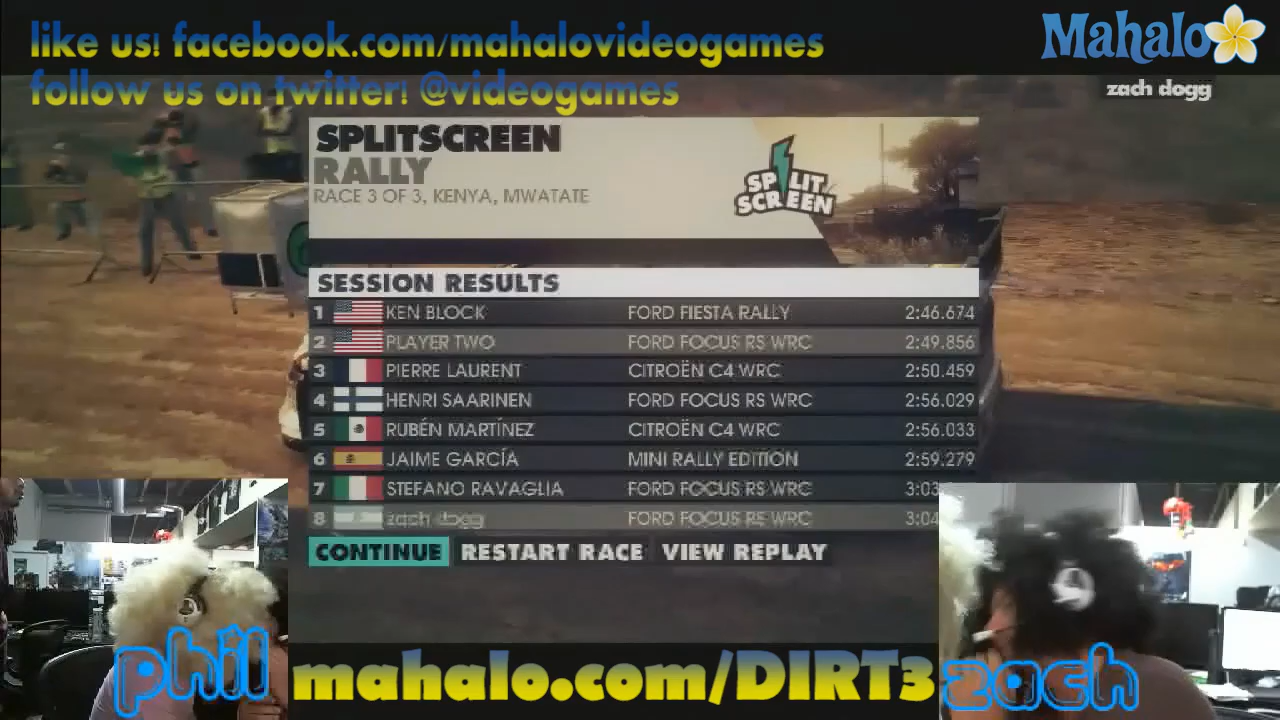 like us! facebook.com/mahalovideogames
Mahalo
follow us on twitter! @videogames
zach dogg
SPLITSCREEN
RALLY
RACE 3 OF 3, KENYA, MWATATE
SPLIT
SCREEN
SESSION RESULTS
1 KEN BLOCK FORD FIESTA RALLY 2:46.674
2 PLAYER TWO FORD FOCUS RS WRC 2:49.856
3 PIERRE LAURENT CITROËN C4 WRC 2:50.459
4 HENRI SAARINEN FORD FOCUS RS WRC 2:56.029
5 RUBÉN MARTÍNEZ CITROËN C4 WRC 2:56.033
6 JAIME GARCÍA MINI RALLY EDITION 2:59.279
7 STEFANO RAVAGLIA FORD FOCUS RS WRC 3:03
8 zach dogg FORD FOCUS RS WRC 3:04
CONTINUE RESTART RACE VIEW REPLAY
phil mahalo.com/DIRT3 zach